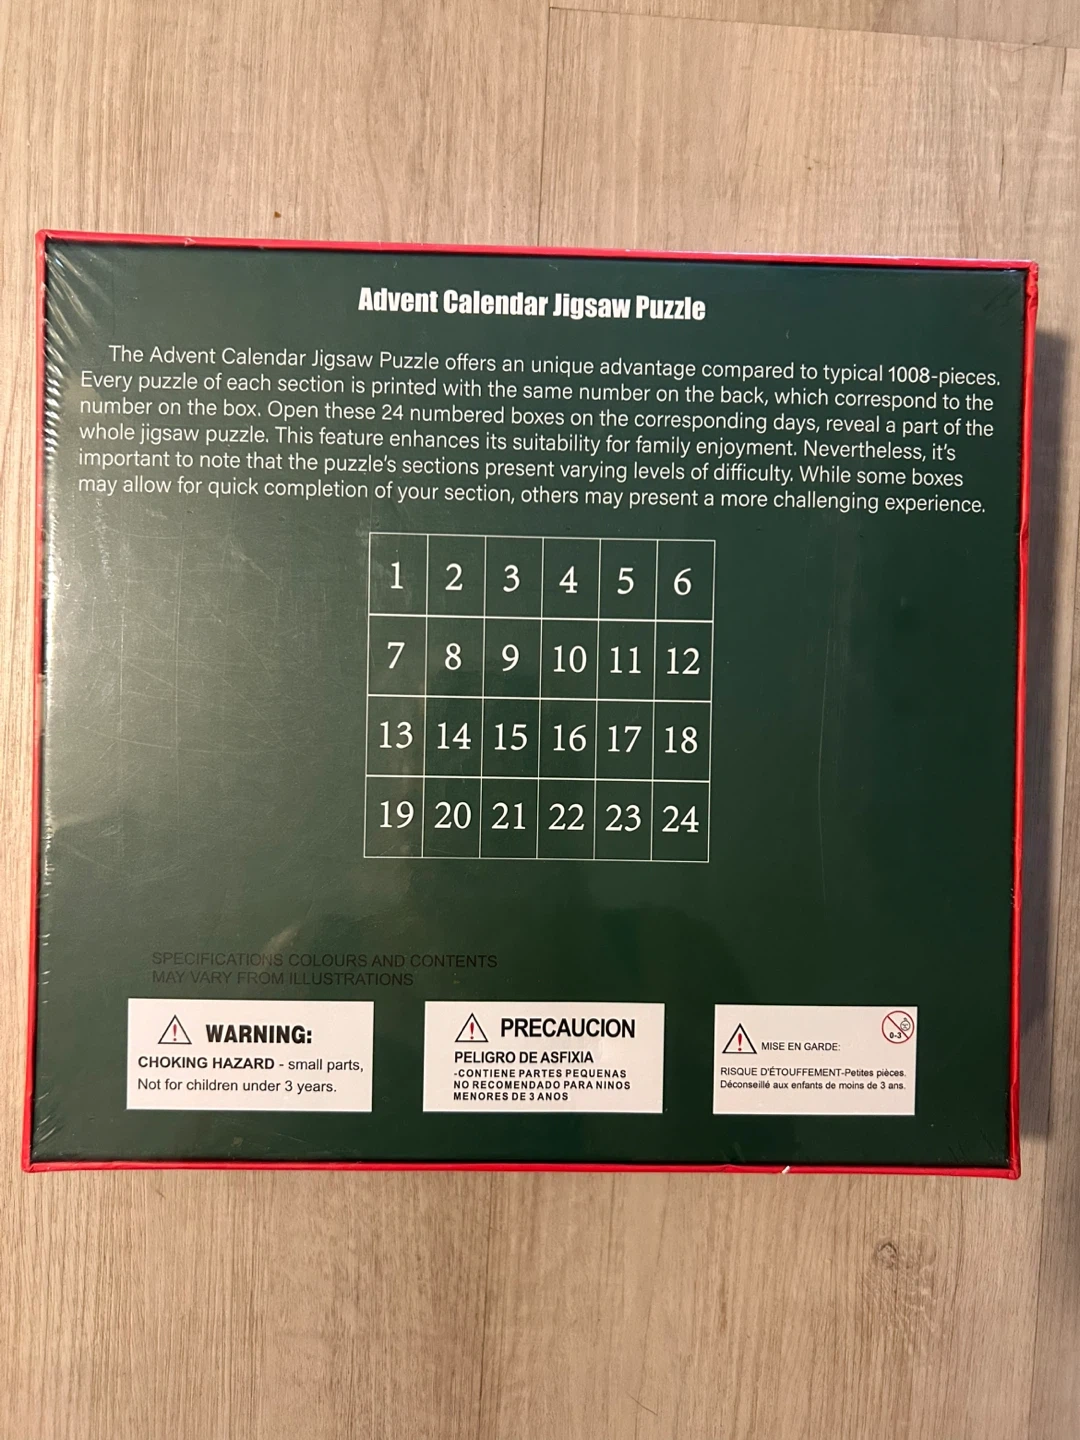 Advent Calendar Jigsaw Puzzle
The Advent Calendar Jigsaw Puzzle offers an unique advantage compared to typical 1008-pieces.
Every puzzle of each section is printed with the same number on the back, which correspond to the
number on the box. Open these 24 numbered boxes on the corresponding days, reveal a part of the
whole jigsaw puzzle. This feature enhances its suitability for family enjoyment. Nevertheless, it's
important to note that the puzzle's sections present varying levels of difficulty. While some boxes
may allow for quick completion of your section, others may present a more challenging experience.
1 2 3 4 5 6
7 8 9 10 11 12
13 14 15 16 17 18
19 20 21 22 23 24
SPECIFICATIONS COLOURS AND CONTENTS
MAY VARY FROM ILLUSTRATIONS
WARNING:
CHOKING HAZARD - small parts,
Not for children under 3 years.
PRECAUCION
PELIGRO DE ASFIXIA
-CONTIENE PARTES PEQUENAS
NO RECOMENDADO PARA NINOS
MENORES DE 3 ANOS
0-3
MISE EN GARDE:
RISQUE D'ÉTOUFFEMENT-Petites pièces.
Déconseillé aux enfants de moins de 3 ans.